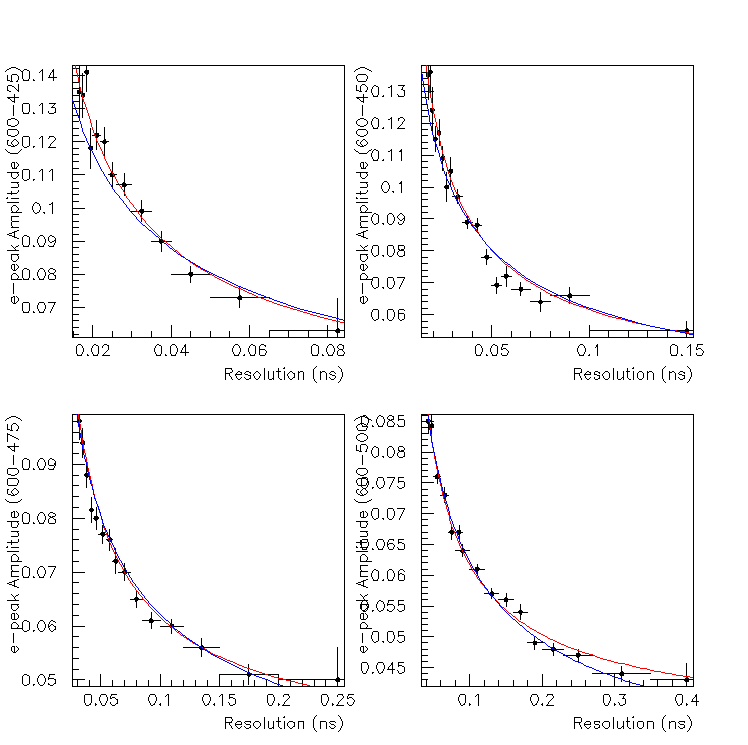 e-peak Amplitude (600-425)
0.14
0.13
0.12
0.11
0.1
0.09
0.08
0.07
0.02 0.04 0.06 0.08
Resolution (ns)
e-peak Amplitude (600-450)
0.13
0.12
0.11
0.1
0.09
0.08
0.07
0.06
0.05 0.1 0.15
Resolution (ns)
e-peak Amplitude (600-475)
0.09
0.08
0.07
0.06
0.05
0.05 0.1 0.15 0.2 0.25
Resolution (ns)
e-peak Amplitude (600-500)
0.085
0.08
0.075
0.07
0.065
0.06
0.055
0.05
0.045
0.1 0.2 0.3 0.4
Resolution (ns)